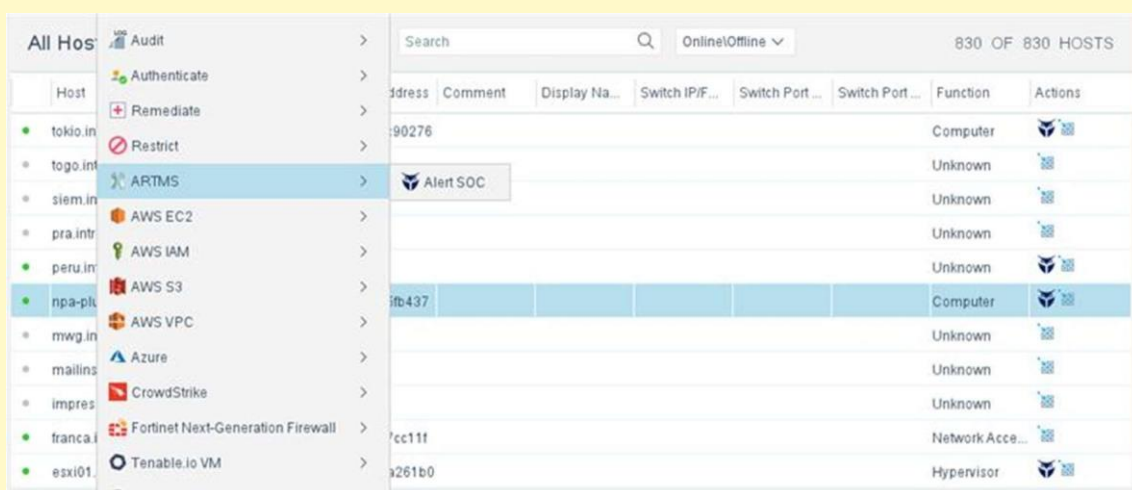 All Hos
Audit
Search
Online\Offline
830 OF 830 HOSTS
Authenticate
Host
ddress
Comment
Display Na...
Switch IP/F...
Switch Port ...
Switch Port ...
Function
Actions
Remediate
tokio.in
c90276
Computer
Restrict
togo.int
Unknown
ARTMS
Alert SOC
siem.in
Unknown
AWS EC2
pra.intr
Unknown
AWS IAM
peru.in
Unknown
AWS S3
npa-plu
6fb437
Computer
AWS VPC
mwg.in
Unknown
Azure
mailins
Unknown
CrowdStrike
impres
Unknown
Fortinet Next-Generation Firewall
franca.i
7cc11f
Network Acce...
Tenable.io VM
esxi01.
a261b0
Hypervisor